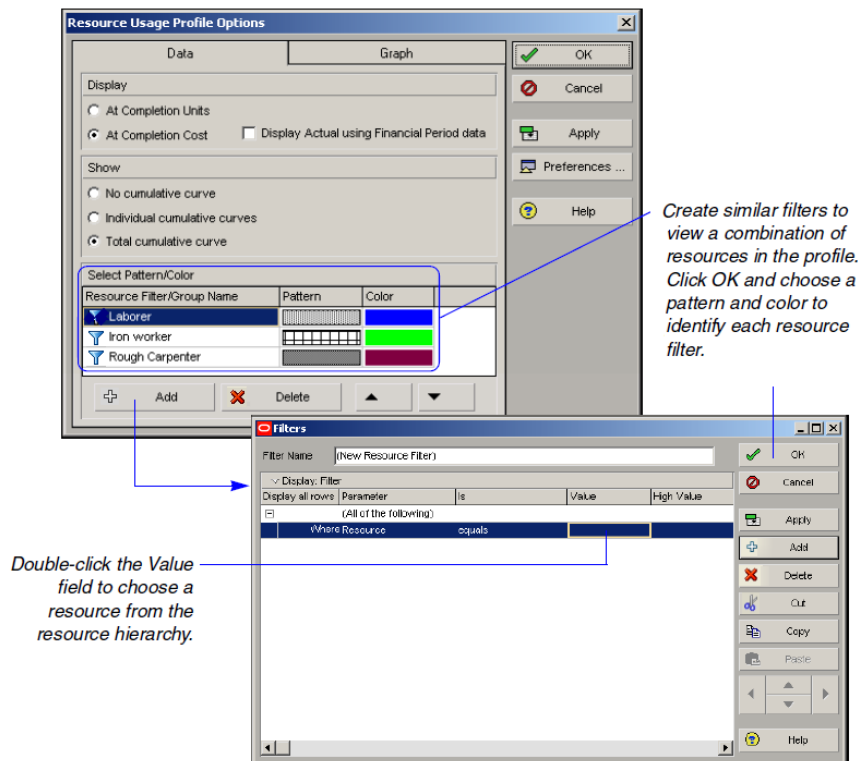 Resource Usage Profile Options
Data Graph
Display
At Completion Units
At Completion Cost Display Actual using Financial Period data
Show
No cumulative curve
Individual cumulative curves
Total cumulative curve
Select Pattern/Color
Resource Filter/Group Name Pattern Color
Laborer
Iron worker
Rough Carpenter
Add Delete
OK
Cancel
Apply
Preferences ...
Help
Create similar filters to
view a combination of
resources in the profile.
Click OK and choose a
pattern and color to
identify each resource
filter.
Filters
Filter Name (New Resource Filter)
Display: Filter
Display all rows Parameter Is Value High Value
(All of the following)
Where Resource equals
OK
Cancel
Apply
Add
Delete
Cut
Copy
Paste
Help
Double-click the Value
field to choose a
resource from the
resource hierarchy.